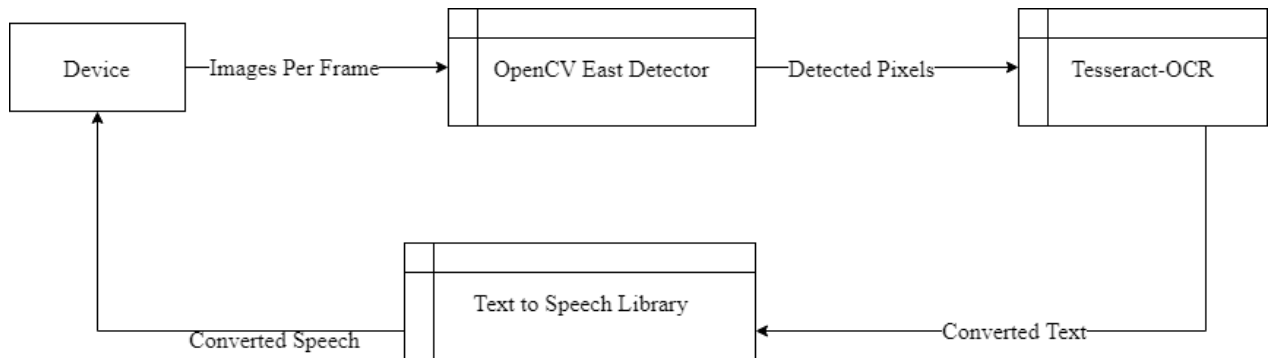 Device
Images Per Frame
OpenCV East Detector
Detected Pixels
Tesseract-OCR
Text to Speech Library
Converted Speech
Converted Text